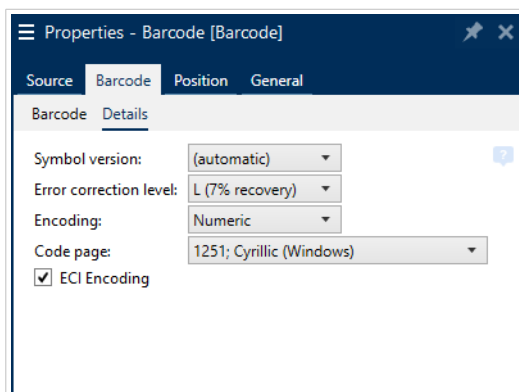 Properties - Barcode [Barcode]
Source Barcode Position General
Barcode Details
Symbol version: (automatic)
Error correction level: L (7% recovery)
Encoding: Numeric
Code page: 1251; Cyrillic (Windows)
ECI Encoding
?